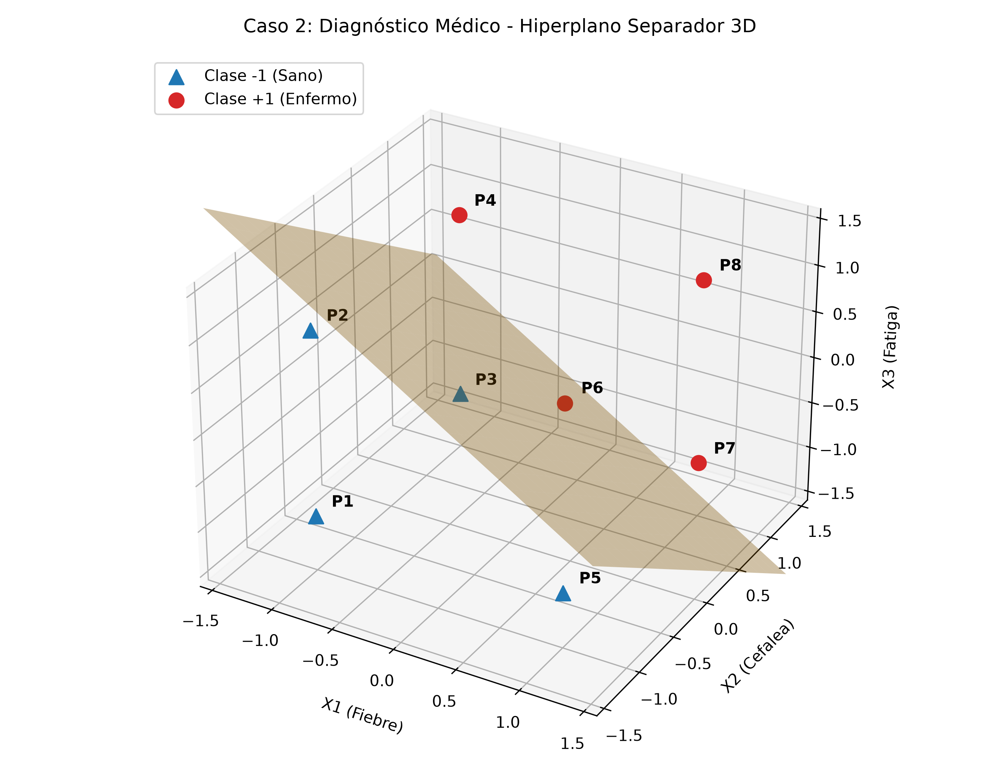 Caso 2: Diagnóstico Médico - Hiperplano Separador 3D
Clase -1 (Sano)
Clase +1 (Enfermo)
P4
P8
P2
P3
P6
P7
P1
P5
1.5
1.0
0.5
0.0
−0.5
−1.0
−1.5
X3 (Fatiga)
1.5
1.0
0.5
0.0
−0.5
−1.0
−1.5
X2 (Cefalea)
−1.5
−1.0
−0.5
0.0
0.5
1.0
1.5
X1 (Fiebre)